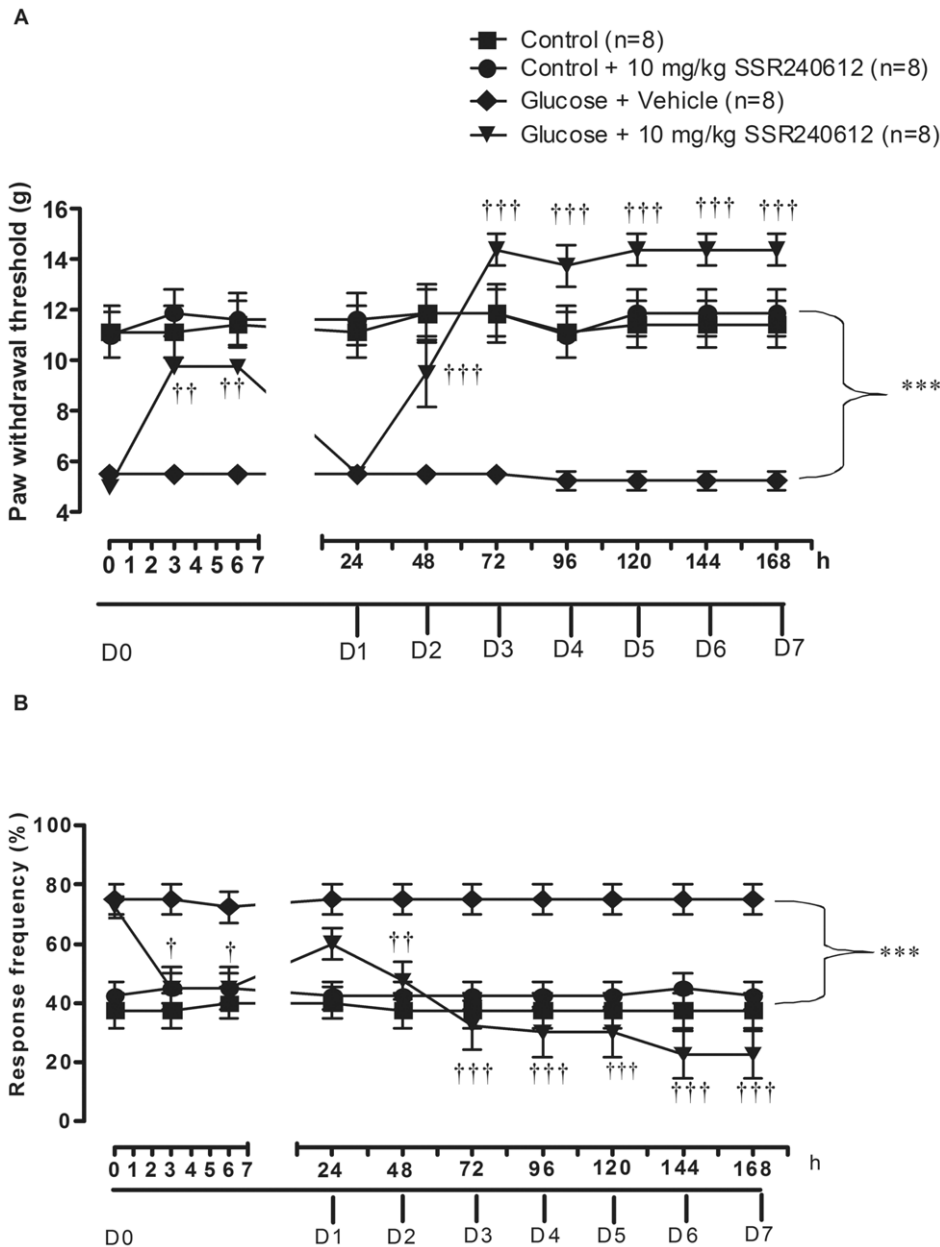 A
Control (n=8)
Control + 10 mg/kg SSR240612 (n=8)
Glucose + Vehicle (n=8)
Glucose + 10 mg/kg SSR240612 (n=8)
Paw withdrawal threshold (g)
16
14
12
10
8
6
4
††† ††† ††† ††† †††
†† †† †††
***
0 1 2 3 4 5 6 7 24 48 72 96 120 144 168 h
D0 D1 D2 D3 D4 D5 D6 D7
B
Response frequency (%)
100
80
60
40
20
0
† † ††
***
††† ††† ††† ††† †††
0 1 2 3 4 5 6 7 24 48 72 96 120 144 168 h
D0 D1 D2 D3 D4 D5 D6 D7